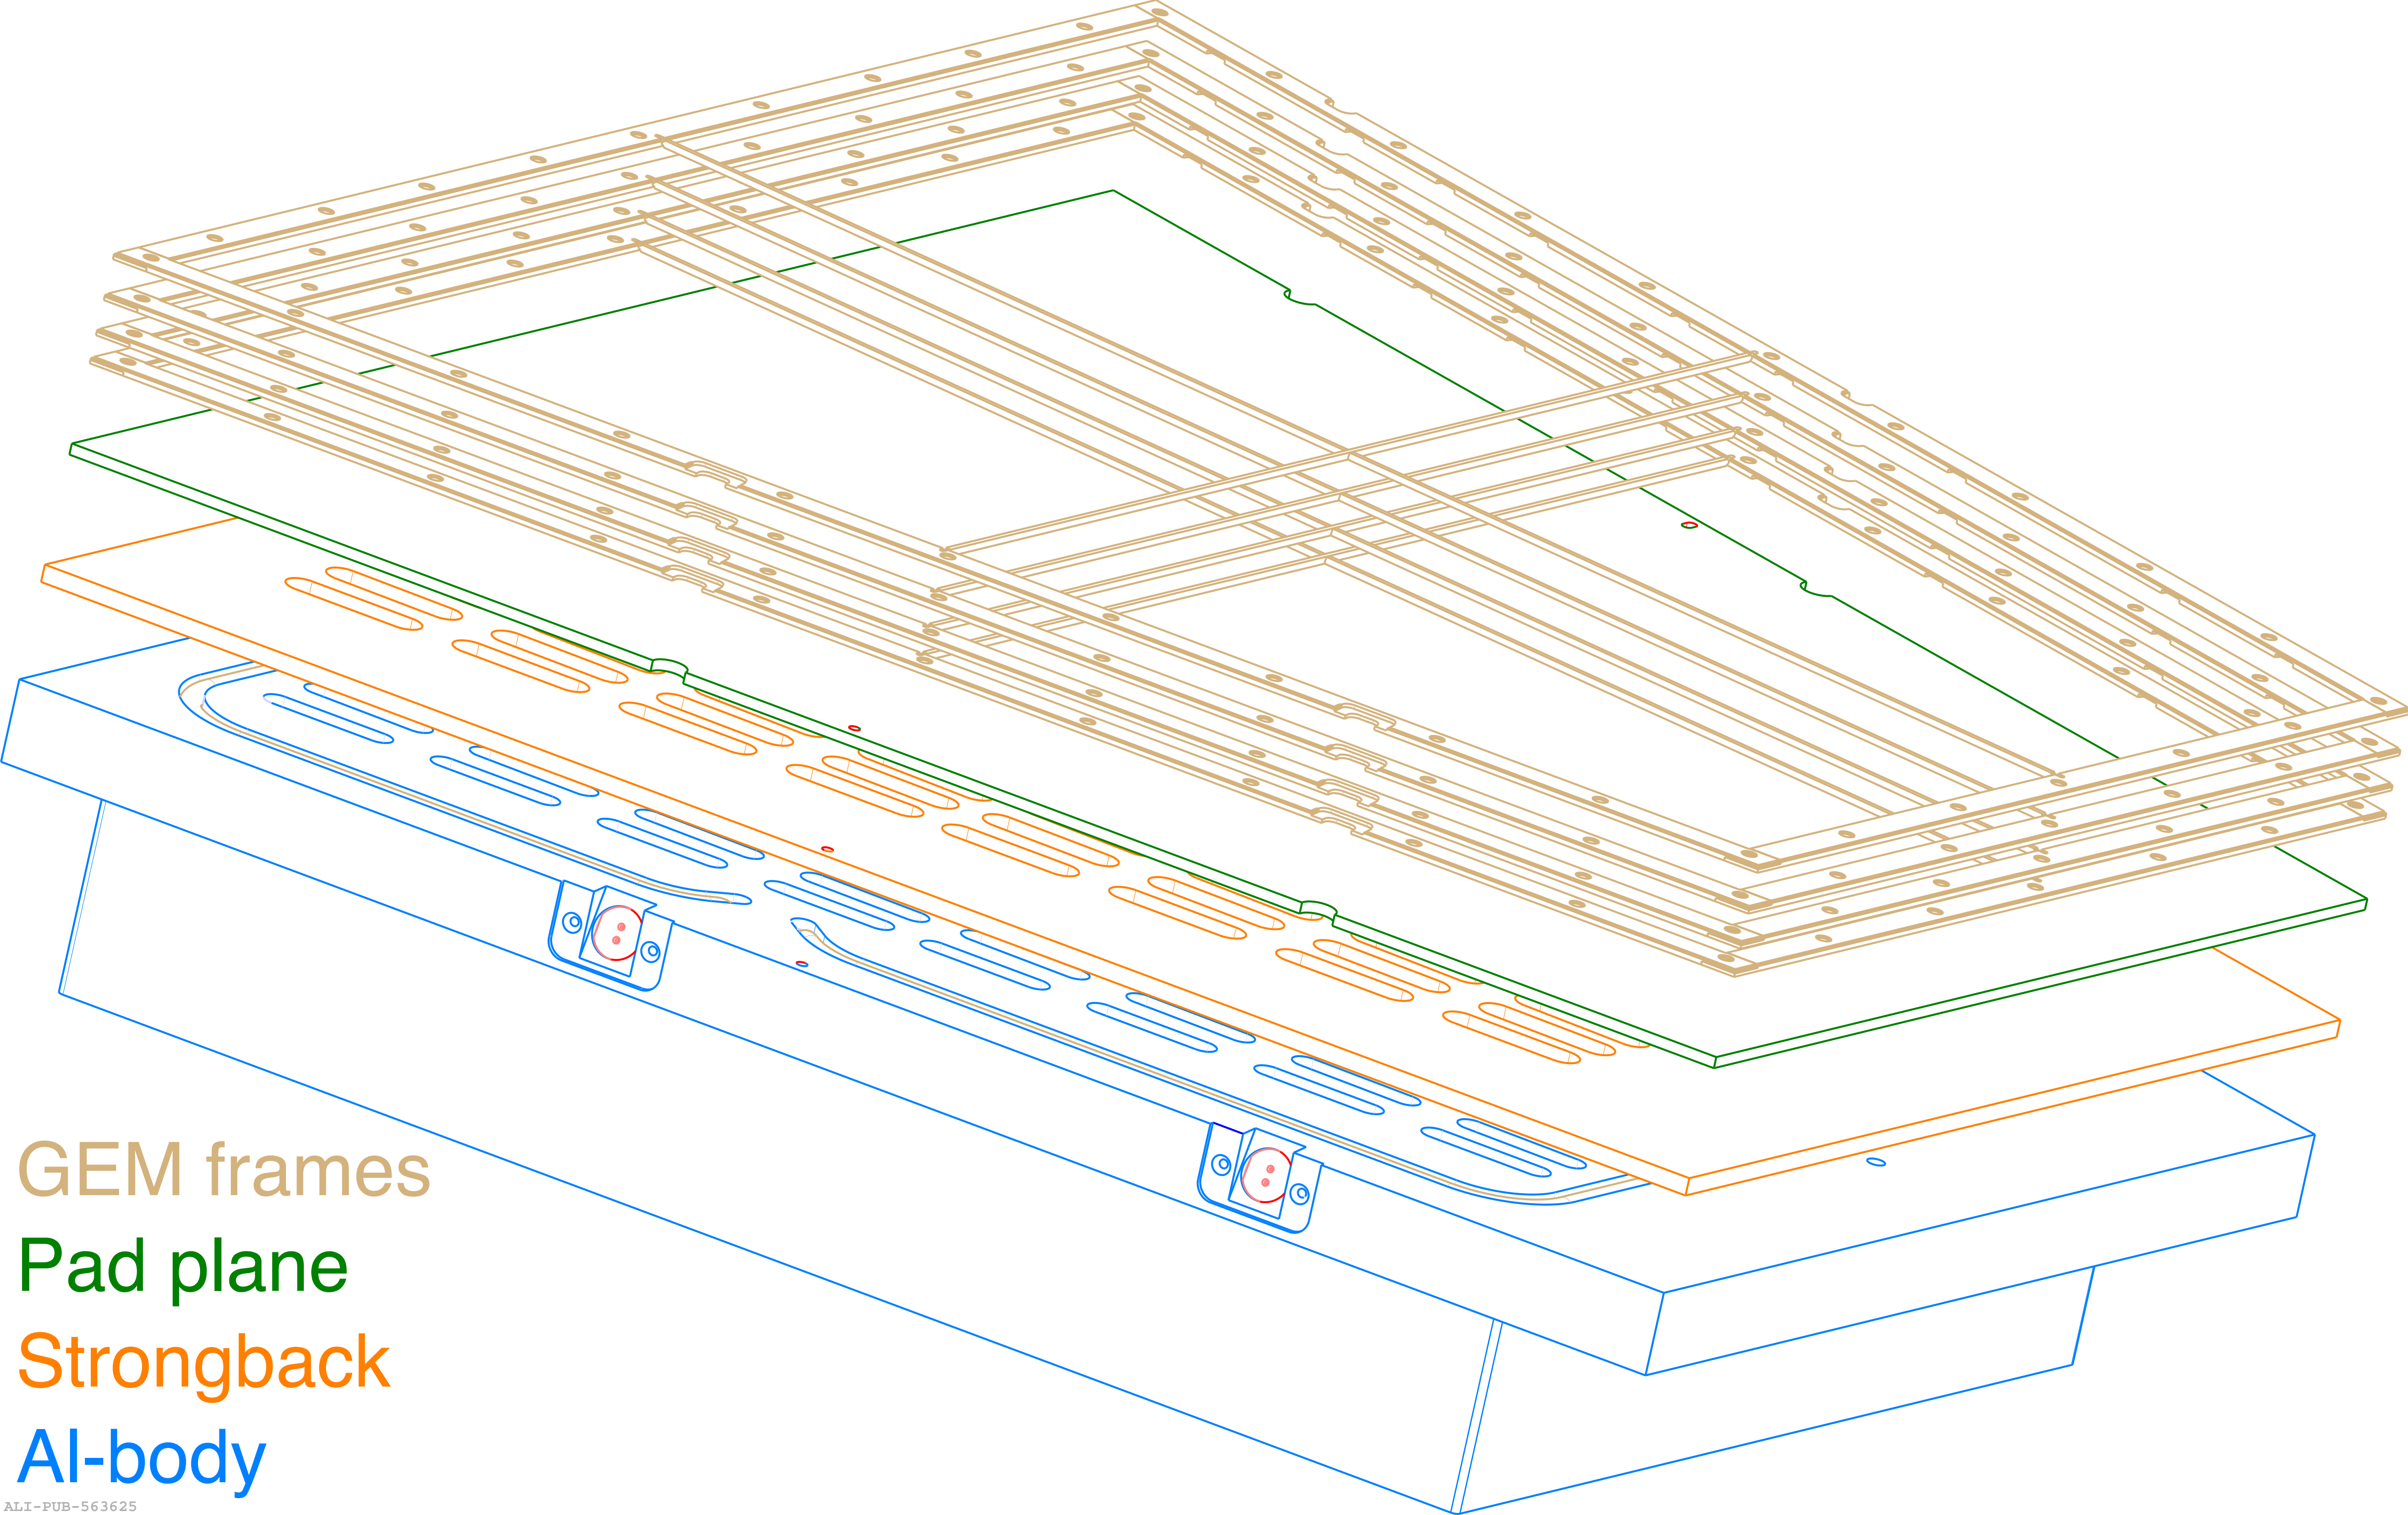 GEM frames
Pad plane
Strongback
Al-body
ALI-PUB-563625